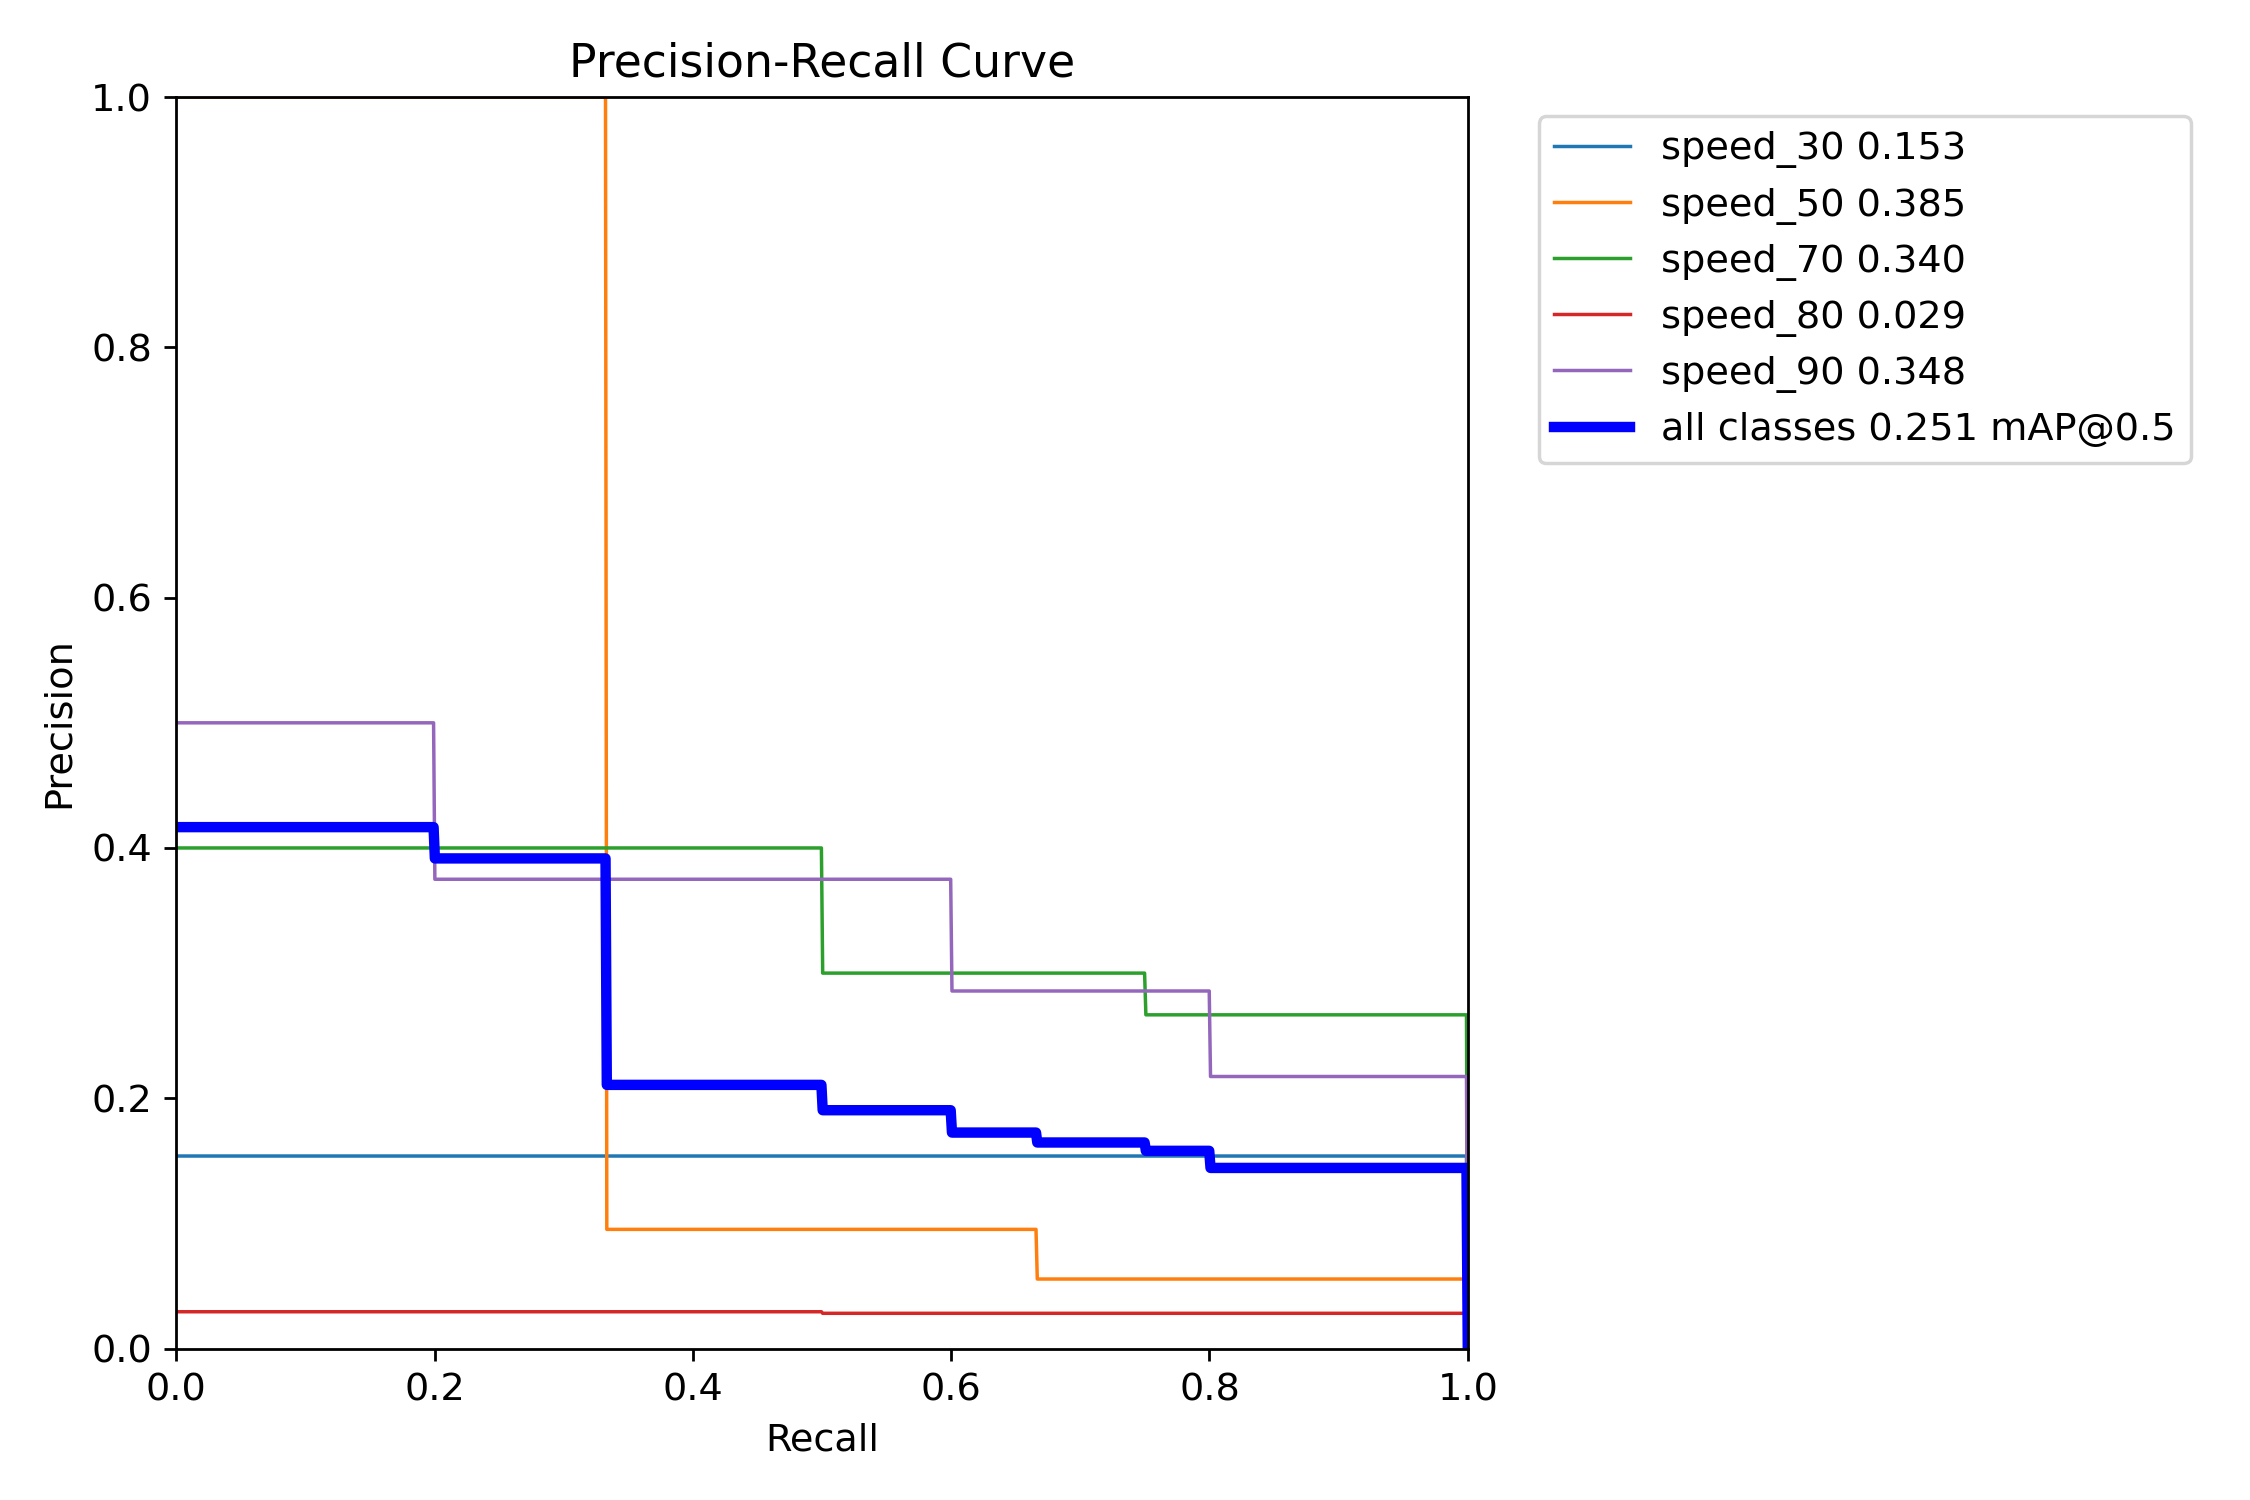 Precision-Recall Curve
1.0
0.8
0.6
0.4
0.2
0.0
Precision
0.0 0.2 0.4 0.6 0.8 1.0
Recall
speed_30 0.153
speed_50 0.385
speed_70 0.340
speed_80 0.029
speed_90 0.348
all classes 0.251 mAP@0.5